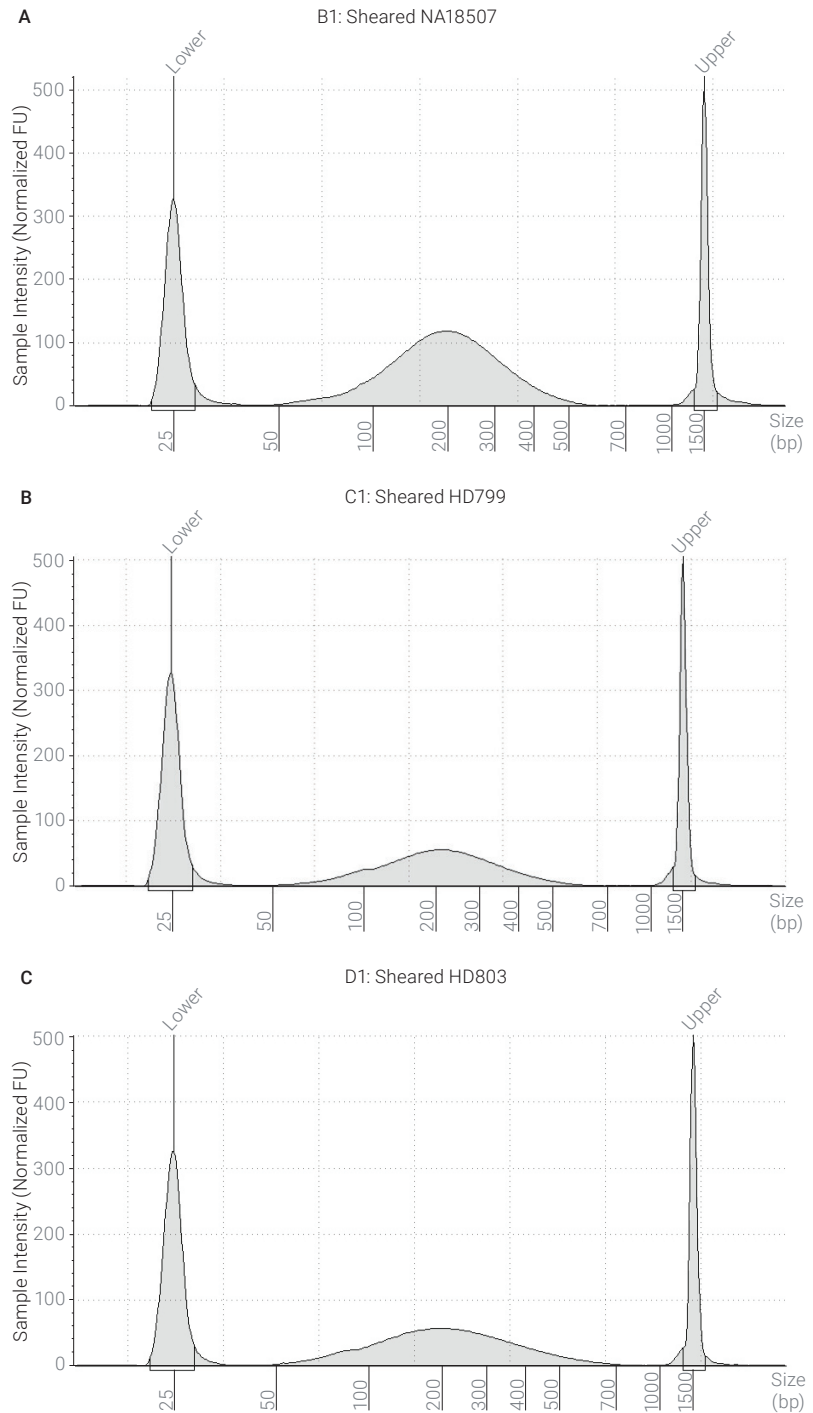 A
B1: Sheared NA18507
Lower
Upper
Sample Intensity (Normalized FU)
500
400
300
200
100
0
25
50
100
200
300
400
500
700
1000
1500
Size
(bp)
B
C1: Sheared HD799
Lower
Upper
Sample Intensity (Normalized FU)
500
400
300
200
100
0
25
50
100
200
300
400
500
700
1000
1500
Size
(bp)
C
D1: Sheared HD803
Lower
Upper
Sample Intensity (Normalized FU)
500
400
300
200
100
0
25
50
100
200
300
400
500
700
1000
1500
Size
(bp)